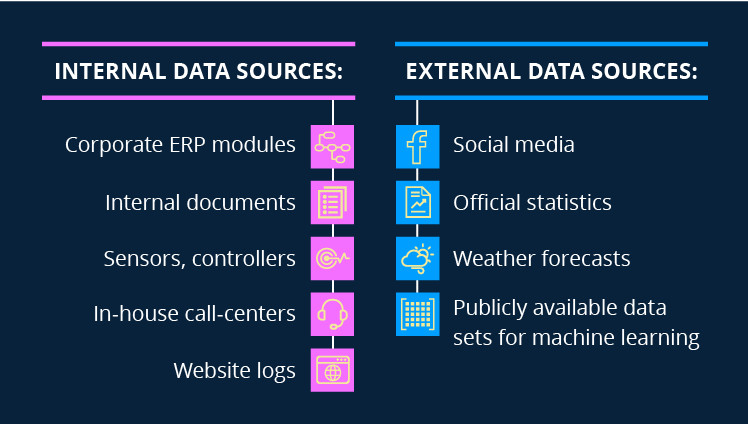 INTERNAL DATA SOURCES:
Corporate ERP modules
Internal documents
Sensors, controllers
In-house call-centers
Website logs
EXTERNAL DATA SOURCES:
Social media
Official statistics
Weather forecasts
Publicly available data
sets for machine learning